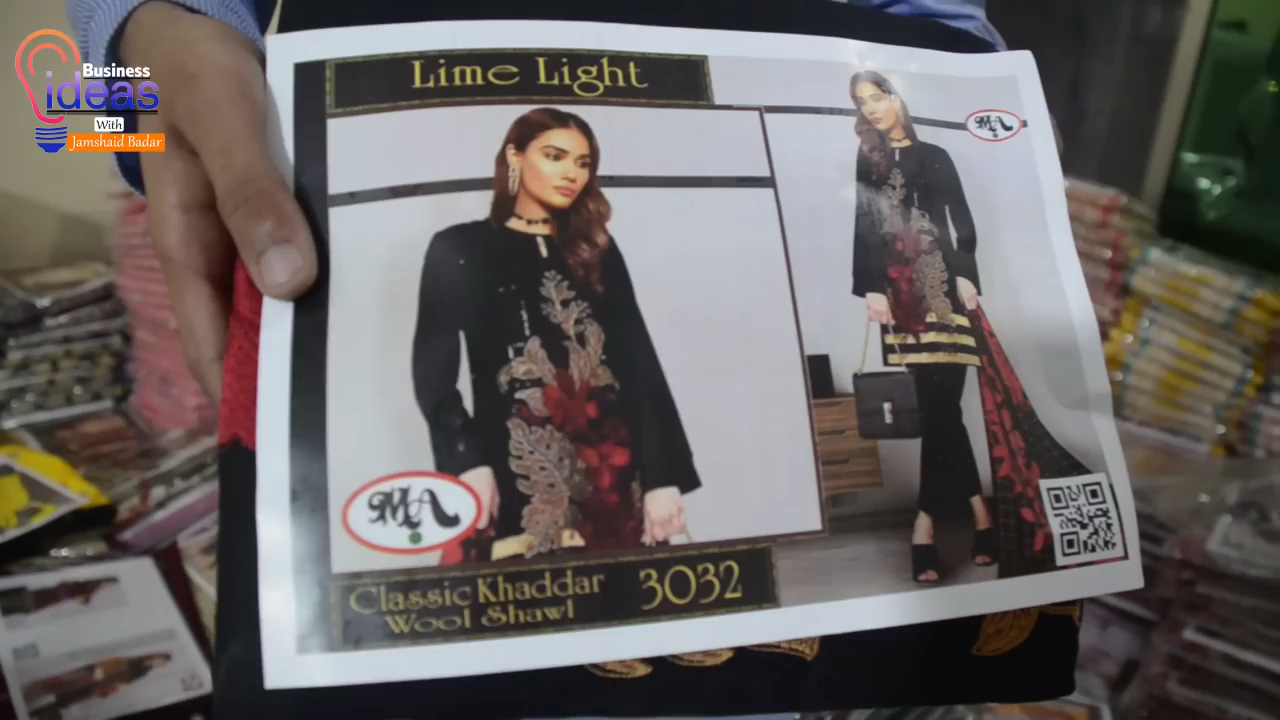 Business
ideas
With
Jamshaid Badar
Lime Light
MA
MA
Classic Khaddar
Wool Shawl
3032